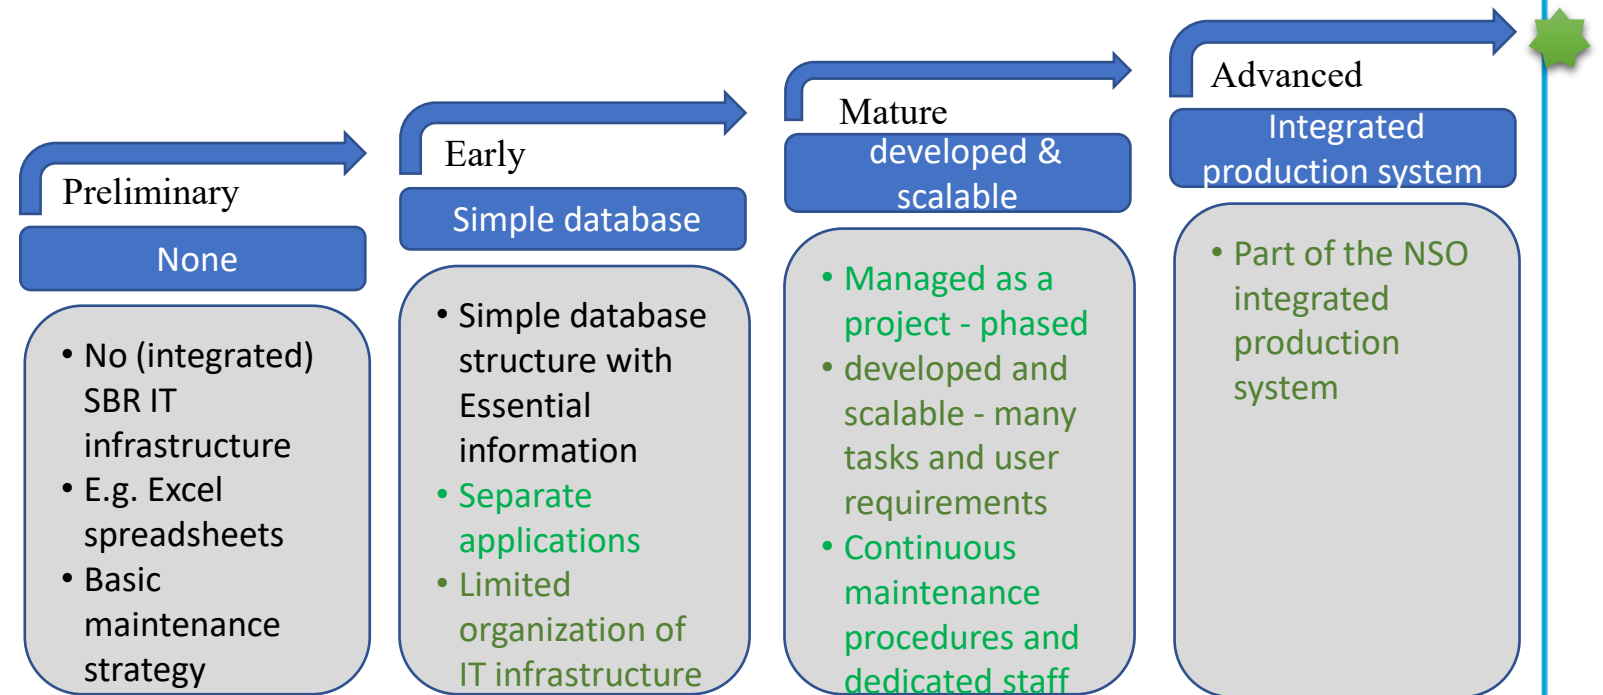 Preliminary
None
• No (integrated)
SBR IT
infrastructure
• E.g. Excel
spreadsheets
• Basic
maintenance
strategy
Early
Simple database
• Simple database
structure with
Essential
information
• Separate
applications
• Limited
organization of
IT infrastructure
Mature
developed &
scalable
• Managed as a
project - phased
• developed and
scalable - many
tasks and user
requirements
• Continuous
maintenance
procedures and
dedicated staff
Advanced
Integrated
production system
• Part of the NSO
integrated
production
system